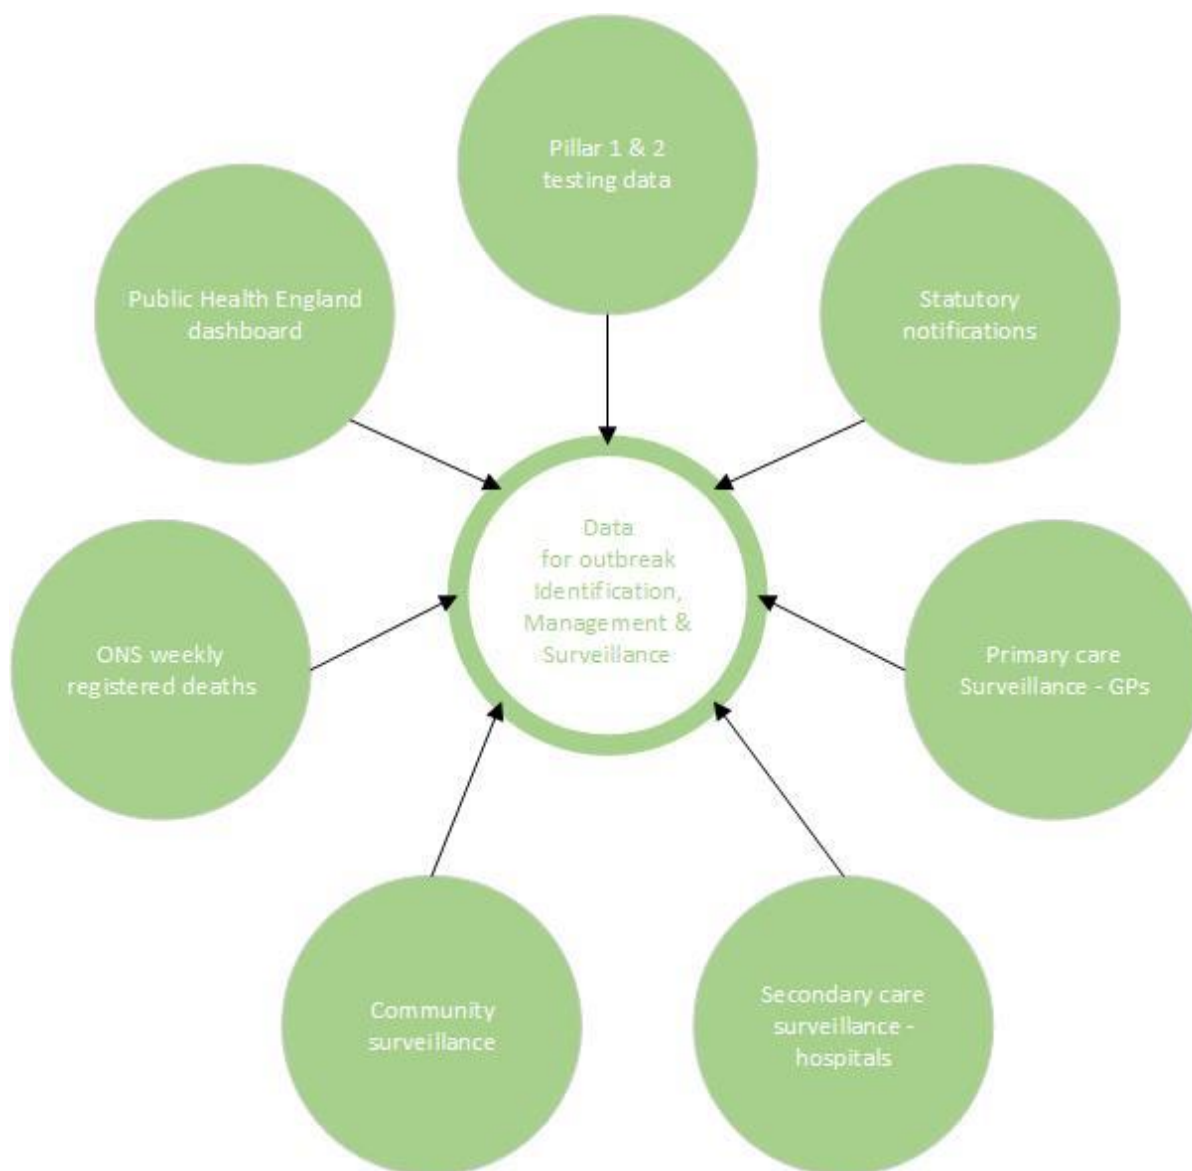 Pillar 1 & 2
testing data
Public Health England
dashboard
Statutory
notifications
Data
for outbreak
Identification,
Management &
Surveillance
ONS weekly
registered deaths
Primary care
Surveillance - GPs
Community
surveillance
Secondary care
surveillance -
hospitals